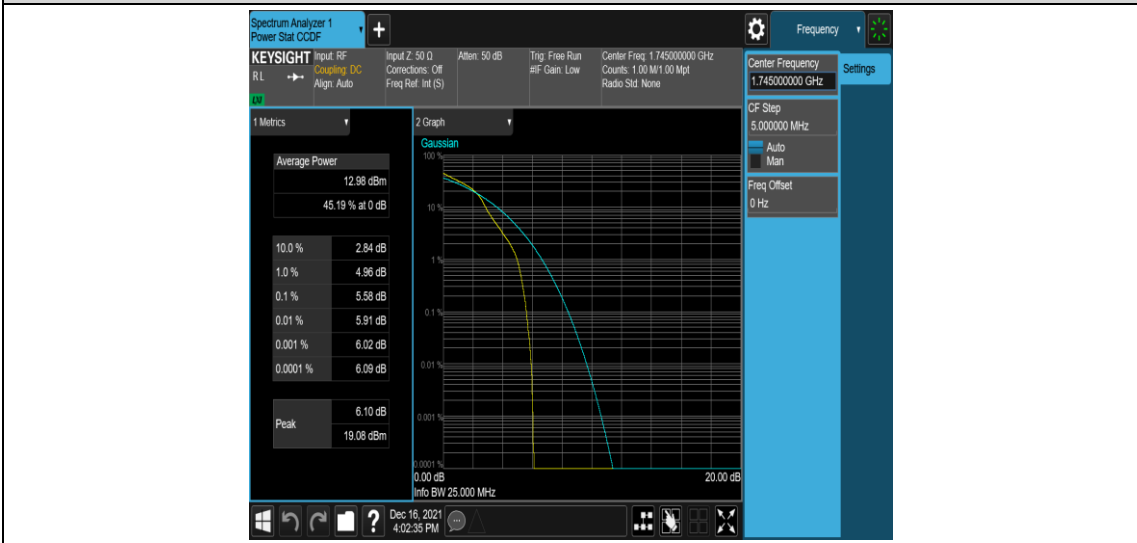 Spectrum Analyzer 1
Power Stat CCDF
+
Frequency
KEYSIGHT
RL
LXI
Input: RF
Coupling: DC
Align: Auto
Input Z: 50 Ω
Corrections: Off
Freq Ref: Int (S)
Atten: 50 dB
Trig: Free Run
#IF Gain: Low
Center Freq: 1.745000000 GHz
Counts: 1.00 M/1.00 Mpt
Radio Std: None
Center Frequency
1.745000000 GHz
Settings
CF Step
5.000000 MHz
Auto
Man
Freq Offset
0 Hz
1 Metrics
Average Power
12.98 dBm
45.19 % at 0 dB
10.0 % 2.84 dB
1.0 % 4.96 dB
0.1 % 5.58 dB
0.01 % 5.91 dB
0.001 % 6.02 dB
0.0001 % 6.09 dB
Peak 6.10 dB
19.08 dBm
2 Graph
Gaussian
100 %
10 %
1 %
0.1 %
0.01 %
0.001 %
0.0001 %
0.00 dB 20.00 dB
Info BW 25.000 MHz
?
Dec 16, 2021
4:02:35 PM